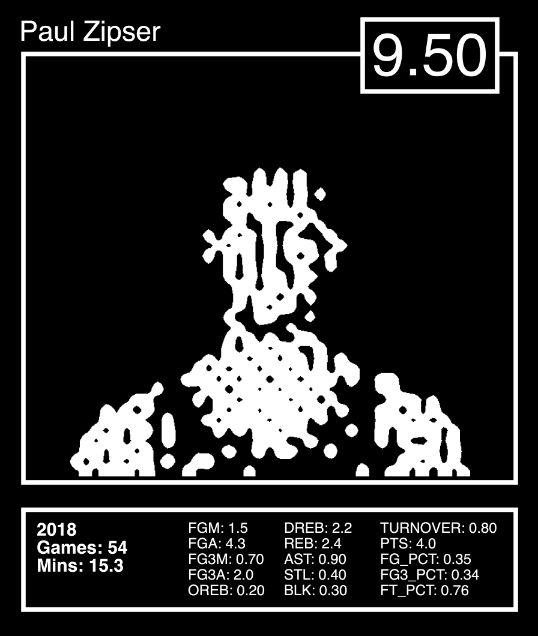 Paul Zipser
9.50
2018
Games: 54
Mins: 15.3
FGM: 1.5
FGA: 4.3
FG3M: 0.70
FG3A: 2.0
OREB: 0.20
DREB: 2.2
REB: 2.4
AST: 0.90
STL: 0.40
BLK: 0.30
TURNOVER: 0.80
PTS: 4.0
FG_PCT: 0.35
FG3_PCT: 0.34
FT_PCT: 0.76